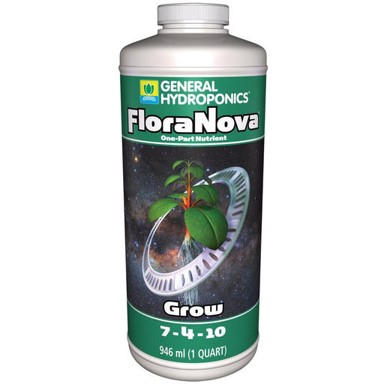 GENERAL
HYDROPONICS®
FloraNova
One-Part Nutrient
Grow
7-4-10
946 ml (1 QUART)